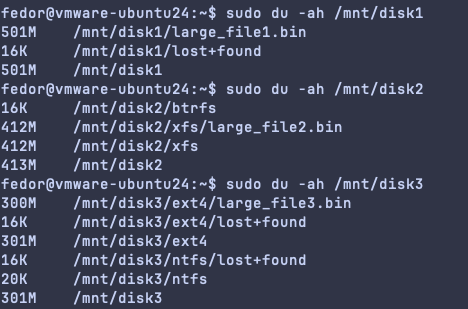 fedor@vmware-ubuntu24:~$ sudo du -ah /mnt/disk1
501M    /mnt/disk1/large_file1.bin
16K     /mnt/disk1/lost+found
501M    /mnt/disk1
fedor@vmware-ubuntu24:~$ sudo du -ah /mnt/disk2
16K     /mnt/disk2/btrfs
412M    /mnt/disk2/xfs/large_file2.bin
412M    /mnt/disk2/xfs
413M    /mnt/disk2
fedor@vmware-ubuntu24:~$ sudo du -ah /mnt/disk3
300M    /mnt/disk3/ext4/large_file3.bin
16K     /mnt/disk3/ext4/lost+found
301M    /mnt/disk3/ext4
16K     /mnt/disk3/ntfs/lost+found
20K     /mnt/disk3/ntfs
301M    /mnt/disk3